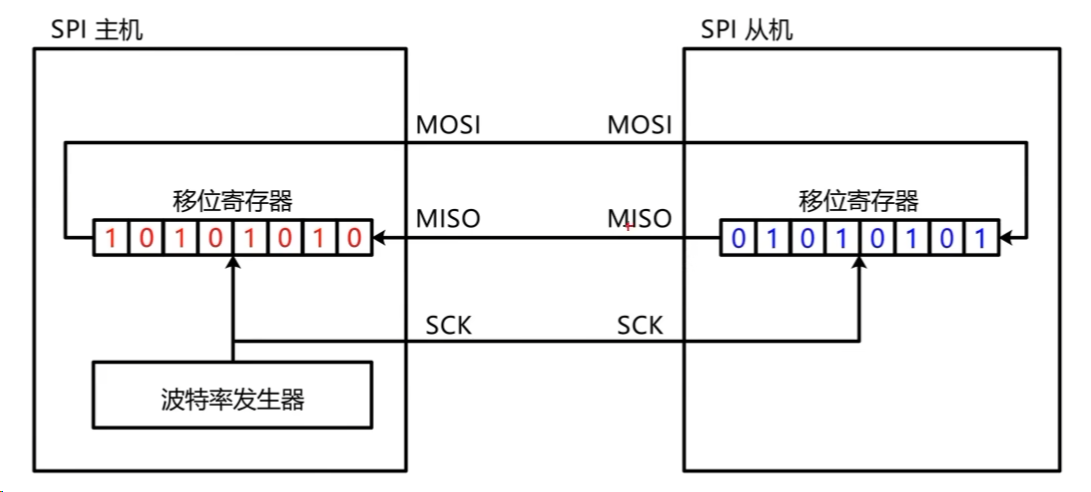 SPI 主机
SPI 从机
MOSI
MOSI
移位寄存器
移位寄存器
MISO
MISO
1 0 1 0 1 0 1 0
0 1 0 1 0 1 0 1
SCK
SCK
波特率发生器